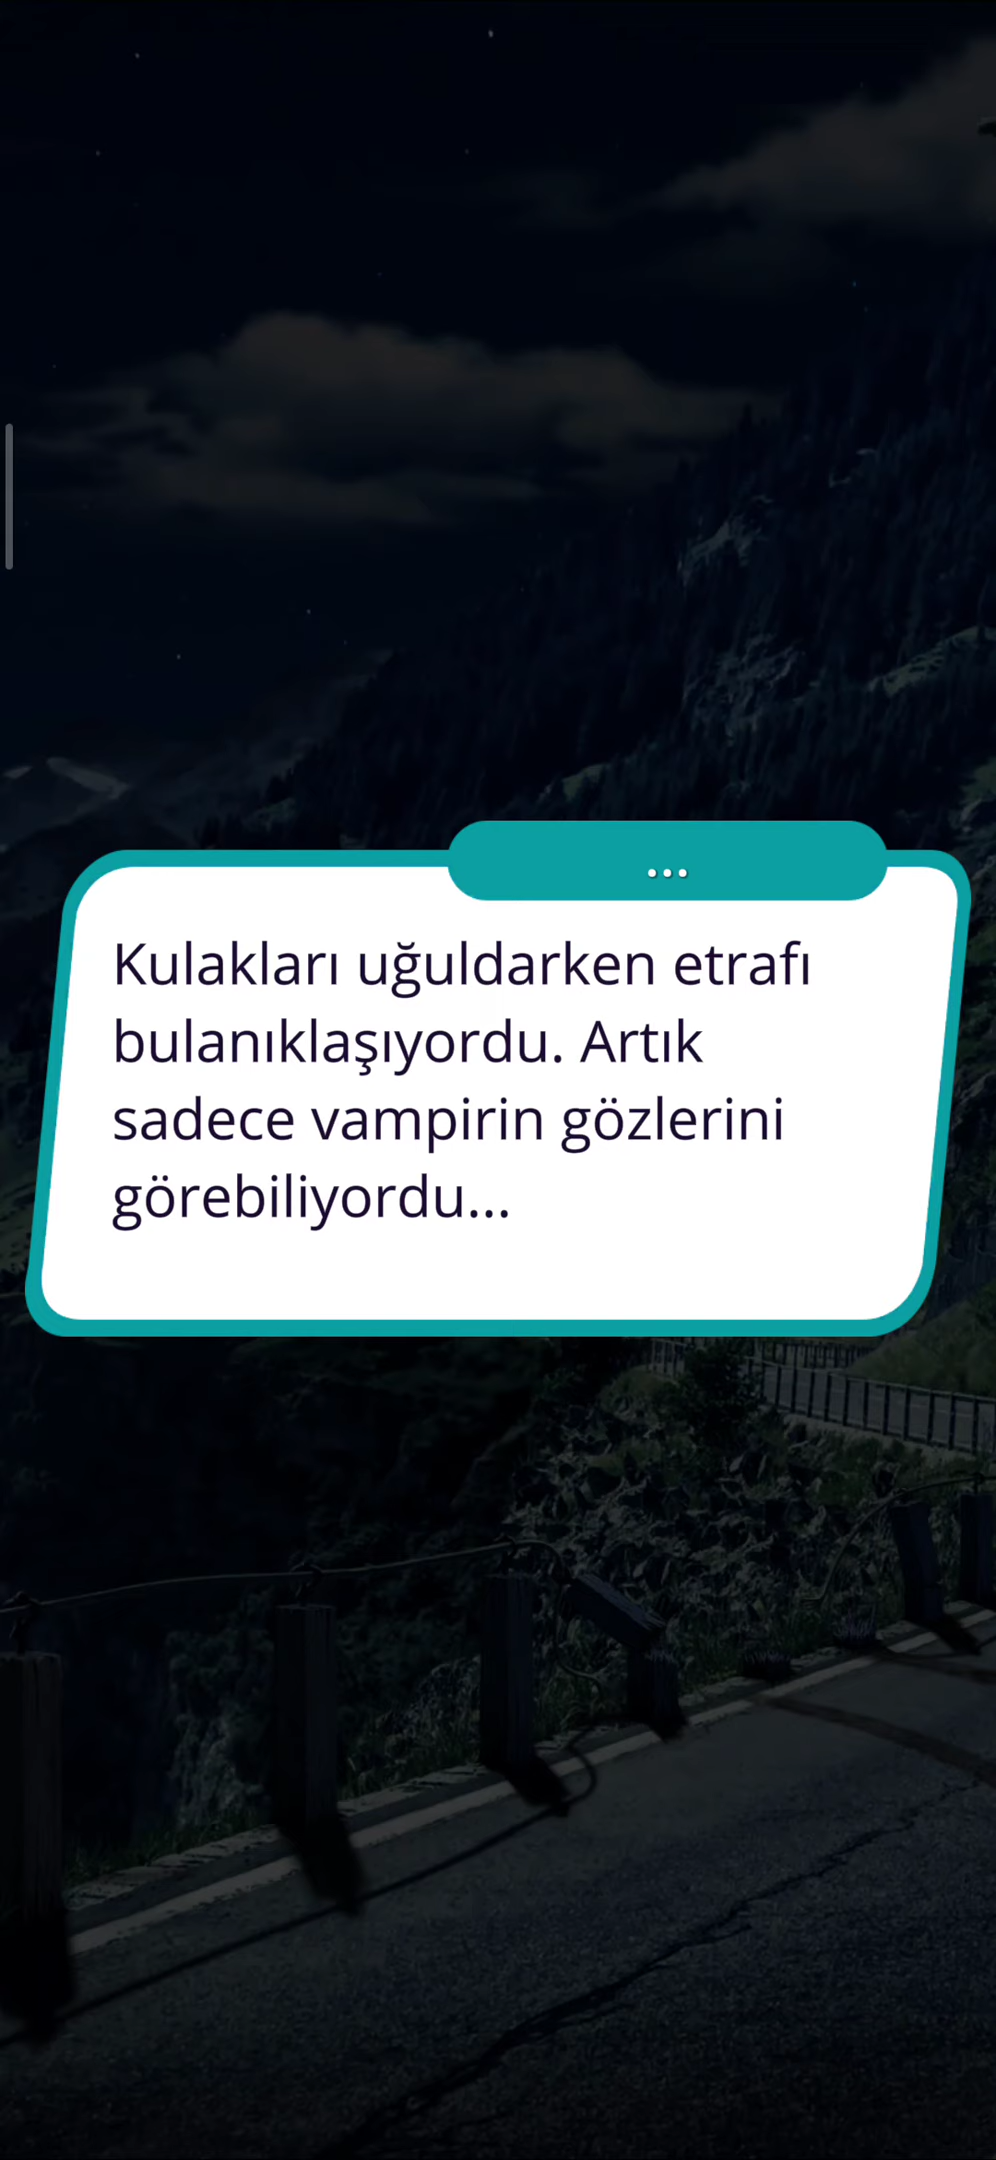 ...
Kulakları uğuldarken etrafı
bulanıklaşıyordu. Artık
sadece vampirin gözlerini
görebiliyordu...